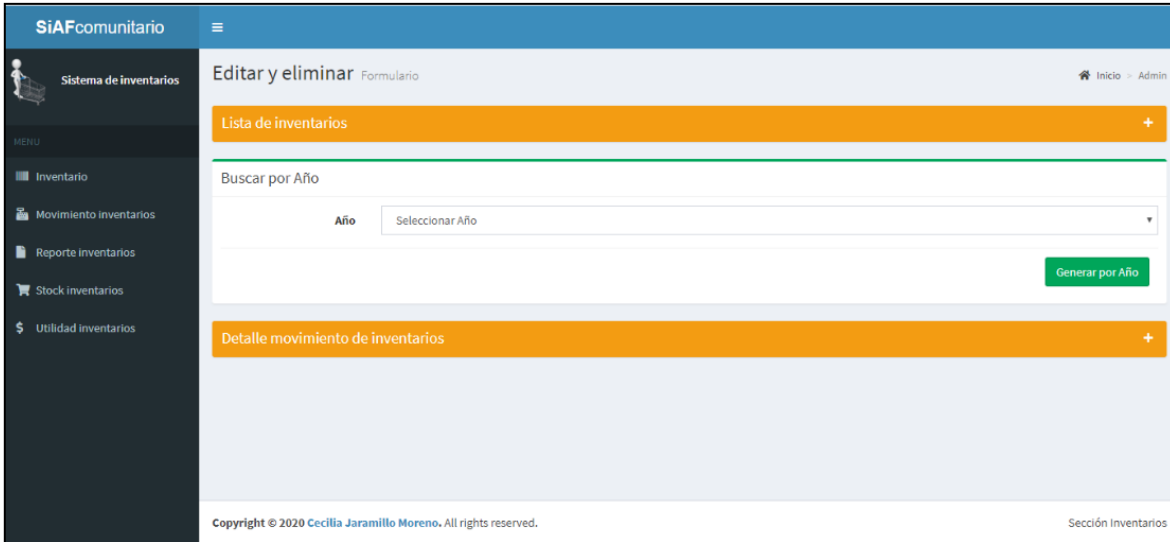 SiAFcomunitario
Sistema de inventarios
MENU
Inventario
Movimiento inventarios
Reporte inventarios
Stock inventarios
$ Utilidad inventarios
Editar y eliminar Formulario
Inicio > Admin
Lista de inventarios +
Buscar por Año
Año Seleccionar Año
Generar por Año
Detalle movimiento de inventarios +
Copyright © 2020 Cecilia Jaramillo Moreno. All rights reserved.
Sección Inventarios